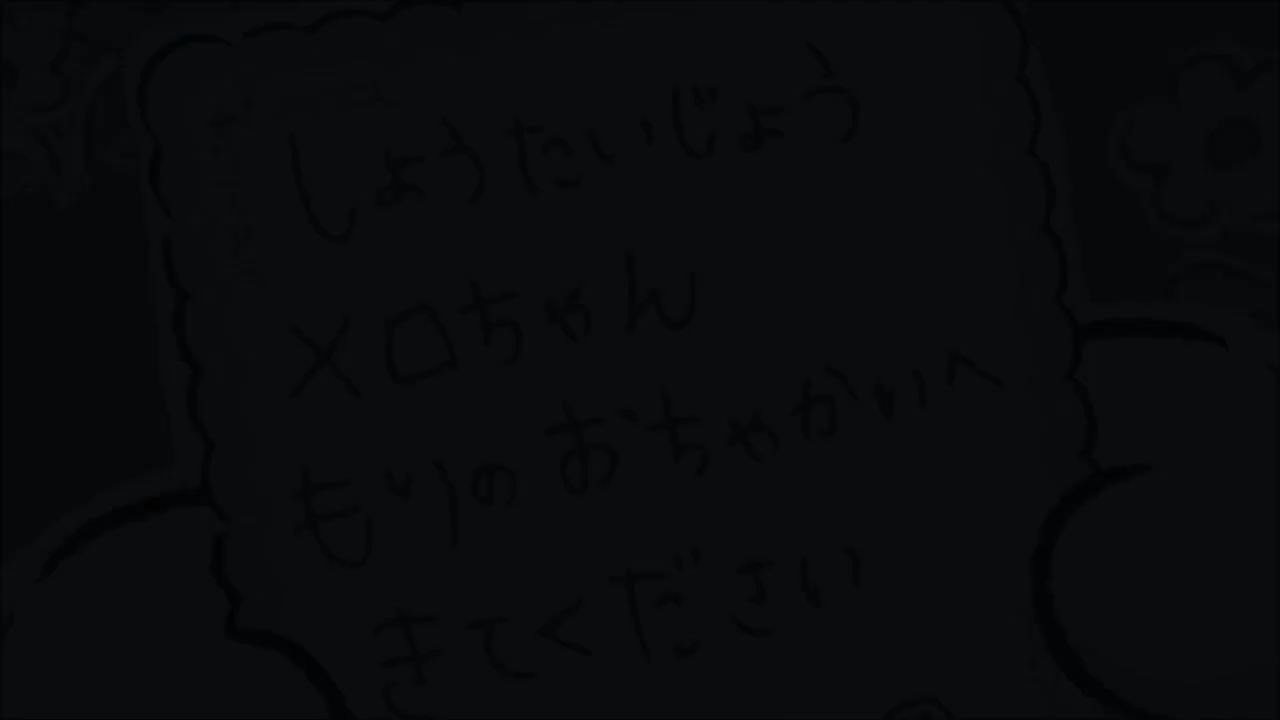 しょうたいじょう
メロちゃん
もりのおちゃかいへ
きてください